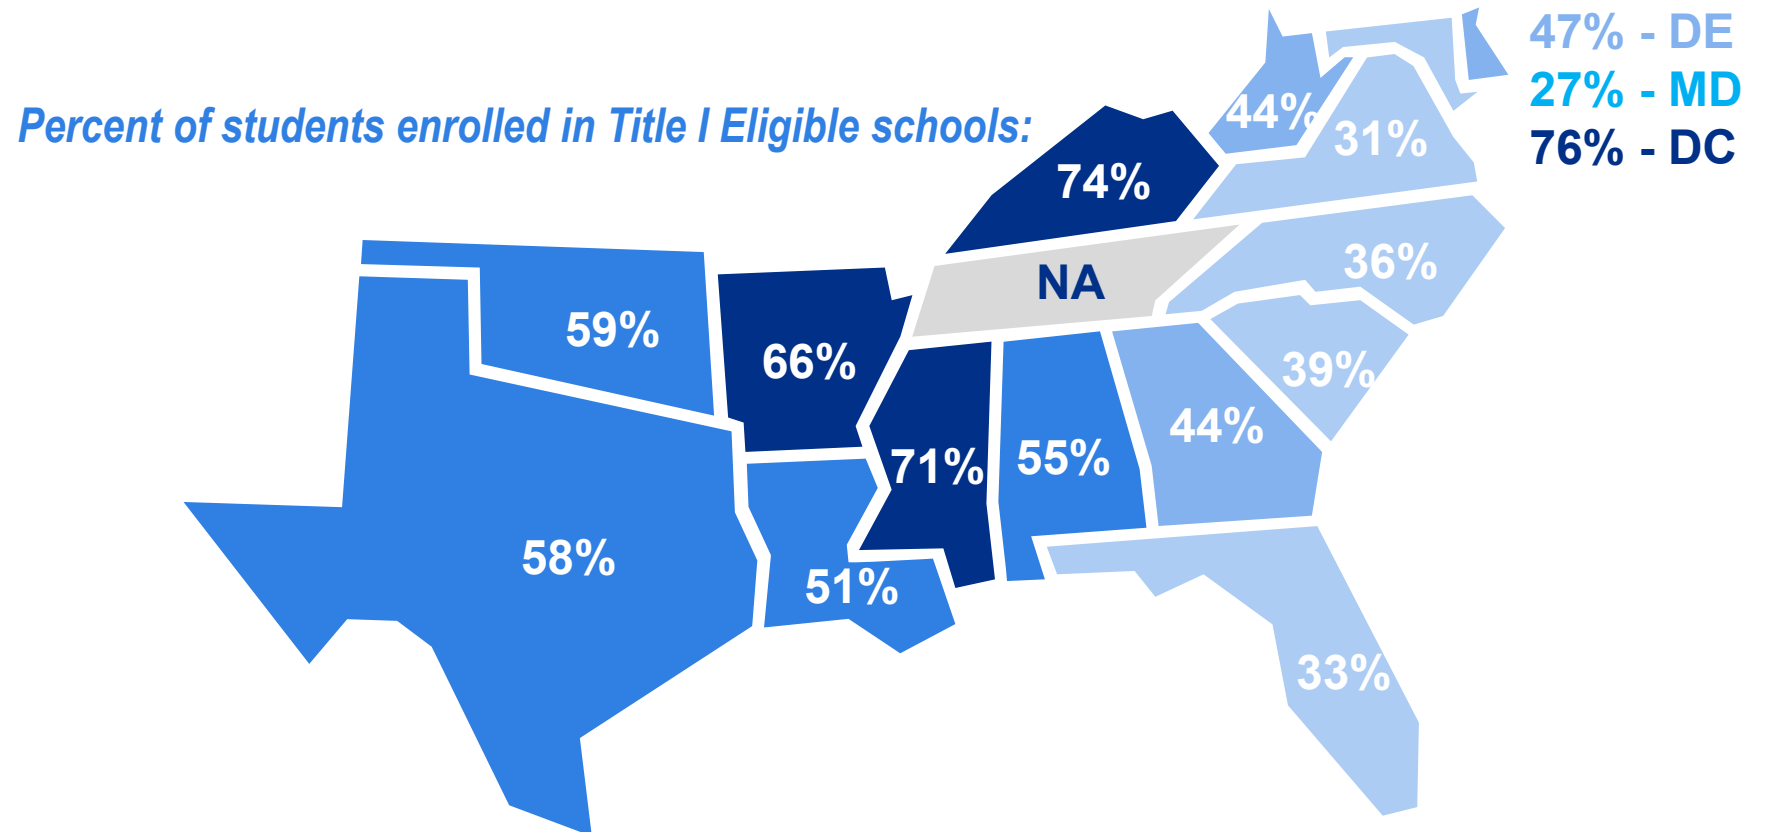 Percent of students enrolled in Title I Eligible schools:
47% - DE
27% - MD
76% - DC
44%
31%
74%
36%
NA
59%
66%
39%
44%
71%
55%
58%
51%
33%